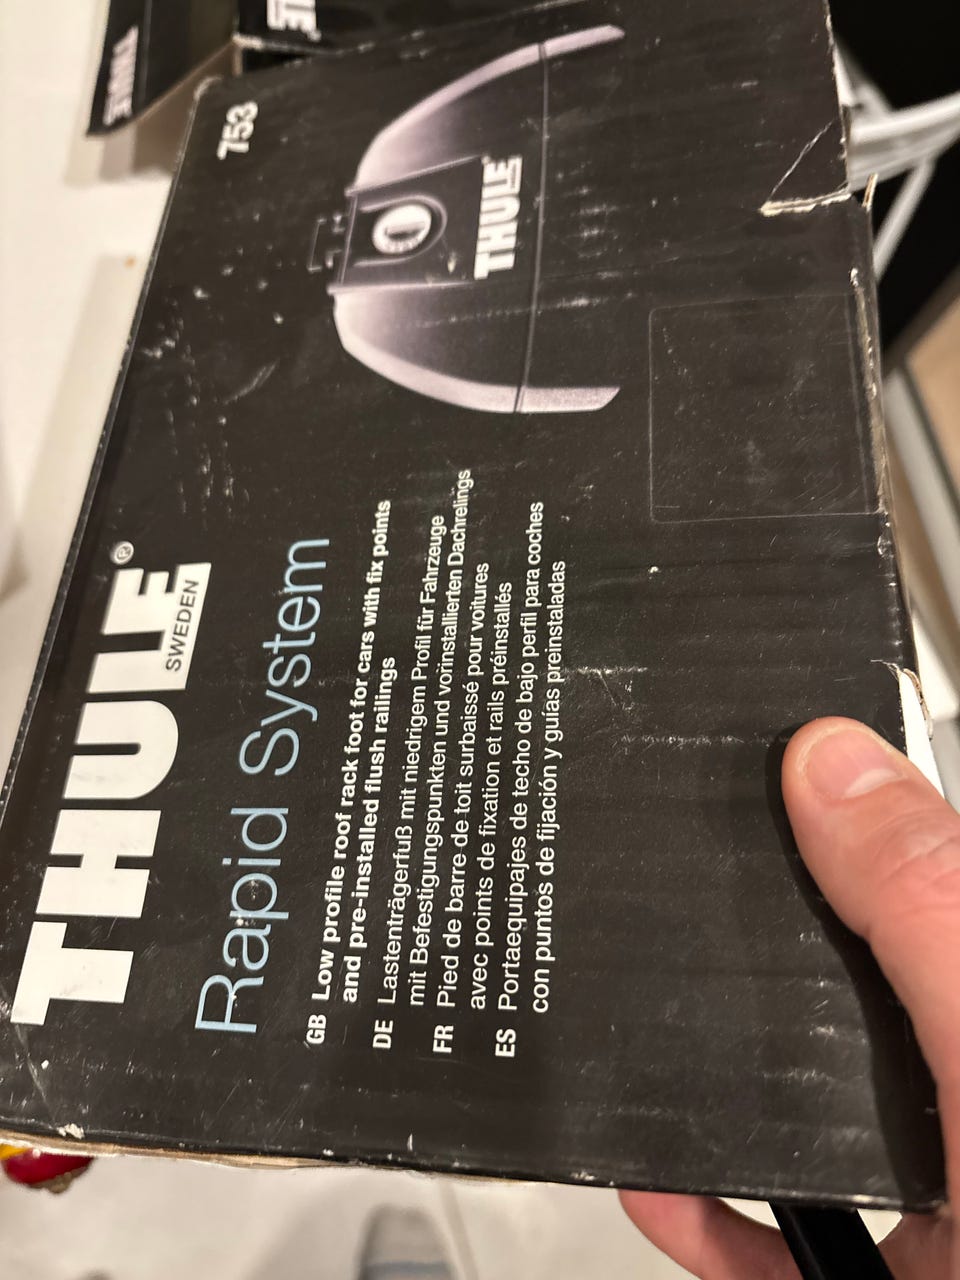 THULE®
SWEDEN
Rapid System
753
THULE®
GB Low profile roof rack foot for cars with fix points
and pre-installed flush railings
DE Lastenträgerfuß mit niedrigem Profil für Fahrzeuge
mit Befestigungspunkten und vorinstallierten Dachrelings
FR Pied de barre de toit surbaissé pour voitures
avec points de fixation et rails préinstallés
ES Portaequipajes de techo de bajo perfil para coches
con puntos de fijación y guías preinstaladas
THULE